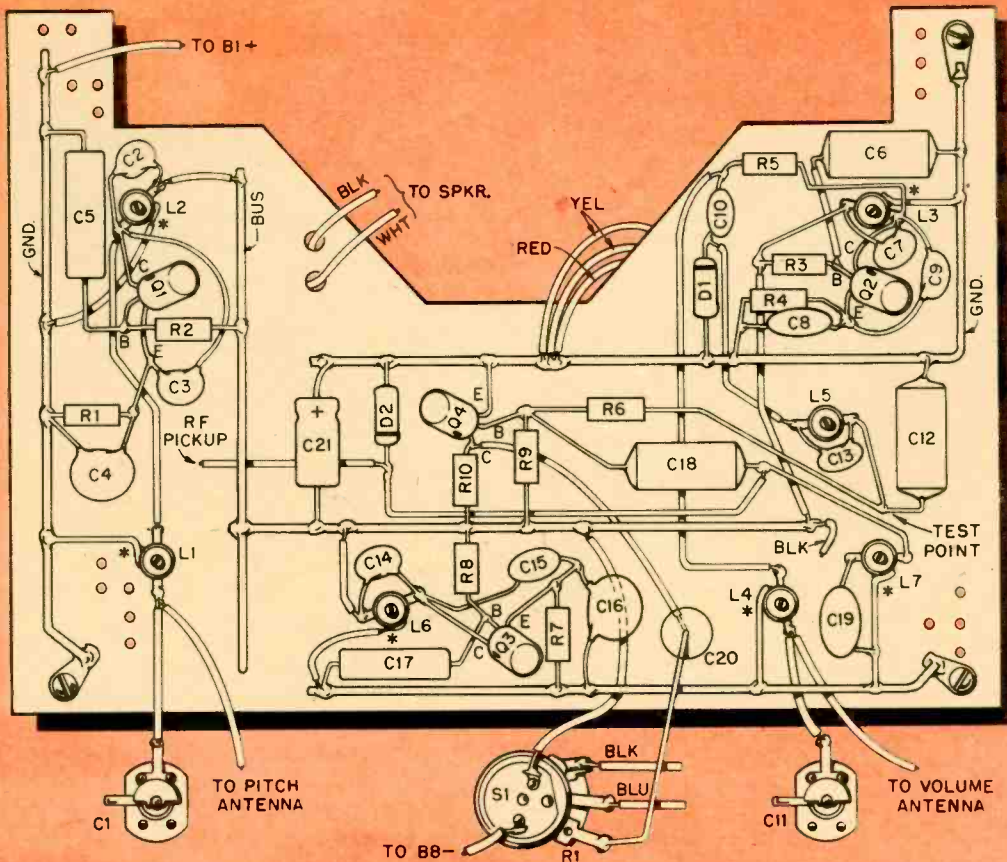 TO B1+
C2
C5
L2
*
GND.
BUS
C
Q1
R2
B
E
C3
R1
C4
RF
PICKUP
L1
*
TO PITCH
ANTENNA
C1
BLK
WHT
TO SPKR.
YEL
RED
+
C21
D2
Q4
E
B
C
R10
R9
R6
C18
R8
C14
L6
*
C15
B
E
C
Q3
R7
C16
C17
C20
R5
C6
C10
*
L3
D1
R3
C
C7
C9
B
Q2
R4
E
C8
GND.
L5
C13
C12
TEST
POINT
BLK
L7
*
L4
*
C19
S1
BLK
BLU
R1
TO B8-
C11
TO VOLUME
ANTENNA